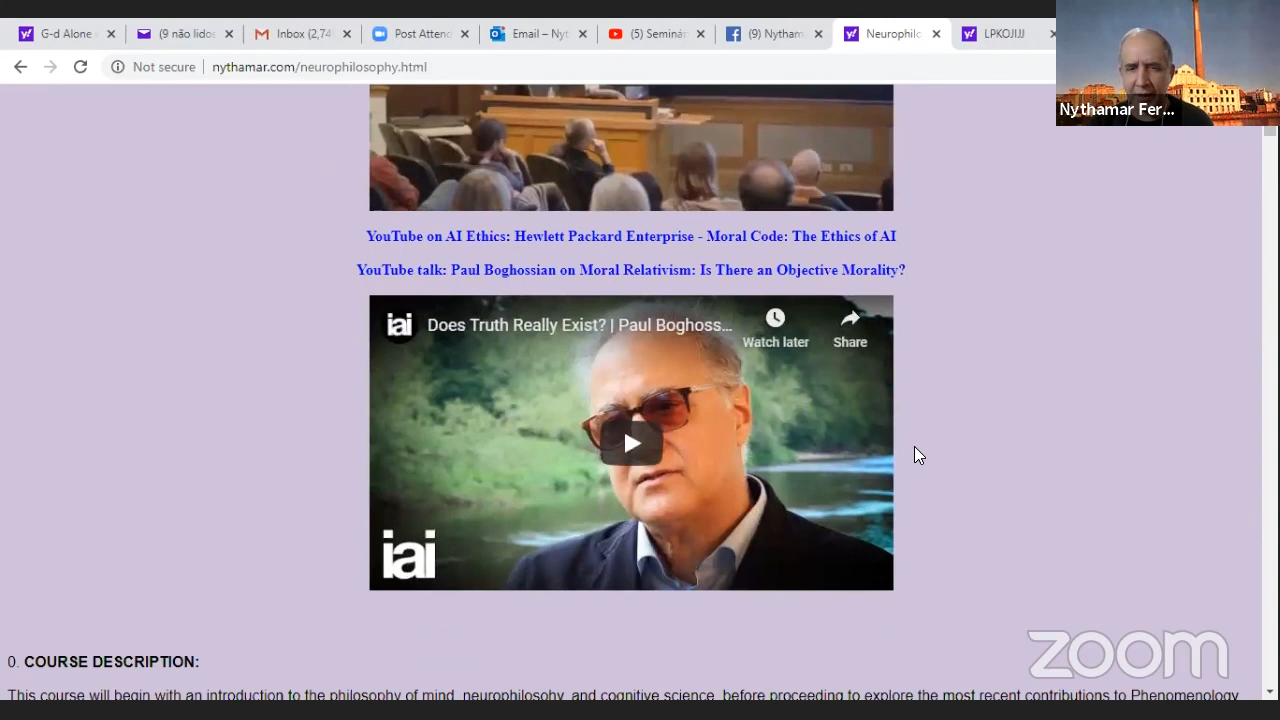 G-d Alone
(9 não lidos
Inbox (2,74
Post Attend
Email – Nyt
(5) Seminár
(9) Nytham
Neurophilo
LPKOJIJJ
Not secure
nythamar.com/neurophilosophy.html
Nythamar Fer...
YouTube on AI Ethics: Hewlett Packard Enterprise - Moral Code: The Ethics of AI
YouTube talk: Paul Boghossian on Moral Relativism: Is There an Objective Morality?
iai
Does Truth Really Exist? | Paul Boghoss...
Watch later
Share
iai
zoom
0. COURSE DESCRIPTION:
This course will begin with an introduction to the philosophy of mind, neurophilosophy, and cognitive science, before proceeding to explore the most recent contributions to Phenomenology